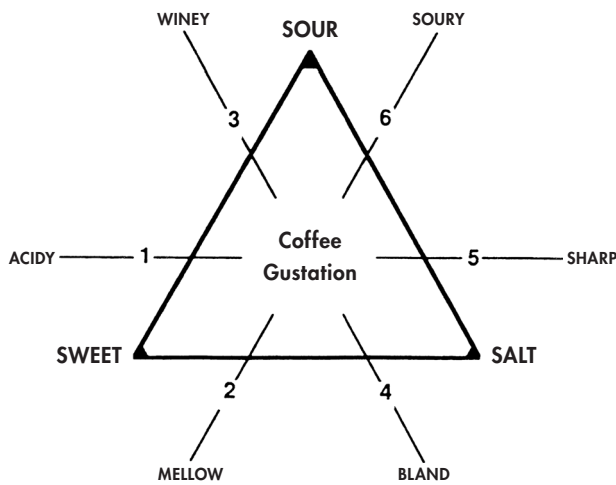 WINEY
SOURY
SOUR
3
6
ACIDY
1
Coffee
Gustation
5
SHARP
SWEET
SALT
2
4
MELLOW
BLAND